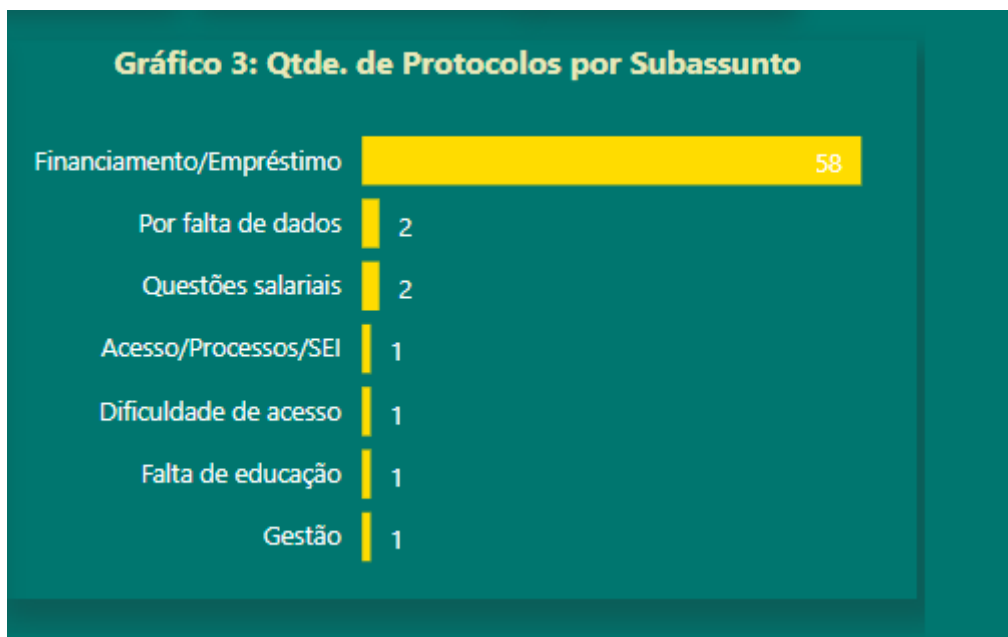 Gráfico 3: Qtde. de Protocolos por Subassunto
Financiamento/Empréstimo 58
Por falta de dados 2
Questões salariais 2
Acesso/Processos/SEI 1
Dificuldade de acesso 1
Falta de educação 1
Gestão 1